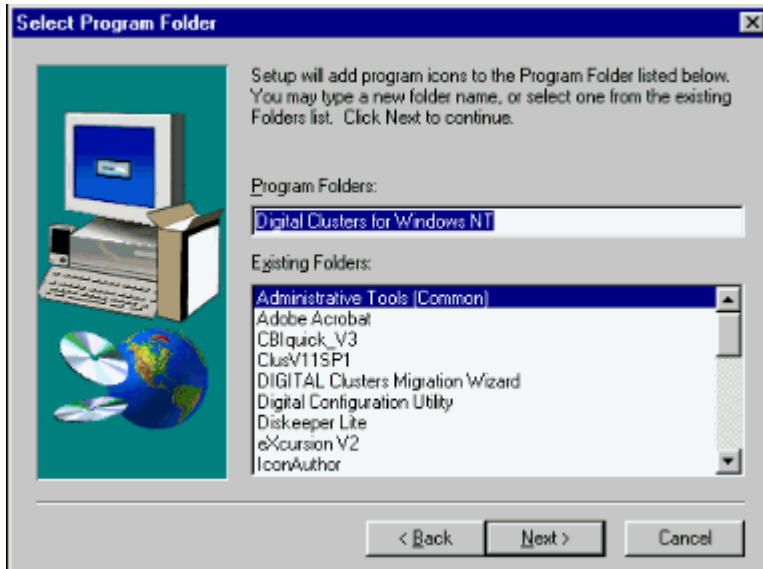 Select Program Folder
Setup will add program icons to the Program Folder listed below.
You may type a new folder name, or select one from the existing
Folders list. Click Next to continue.
Program Folders:
Digital Clusters for Windows NT
Existing Folders:
Administrative Tools (Common)
Adobe Acrobat
CBIquick_V3
ClusV11SP1
DIGITAL Clusters Migration Wizard
Digital Configuration Utility
Diskeeper Lite
eXcursion V2
IconAuthor
< Back
Next >
Cancel